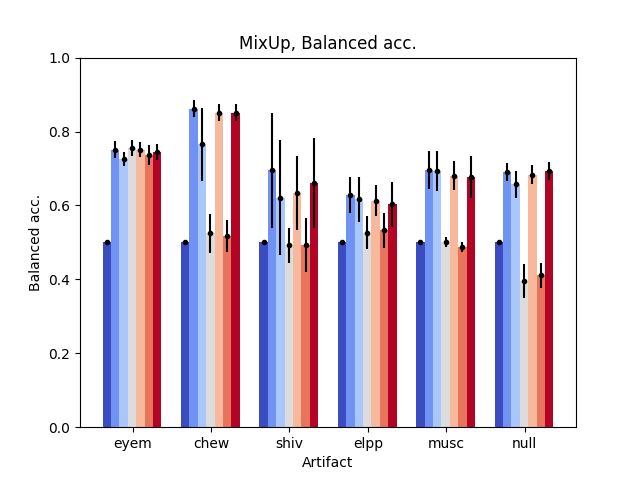 MixUp, Balanced acc.
1.0
0.8
0.6
0.4
0.2
0.0
Balanced acc.
eyem chew shiv elpp musc null
Artifact